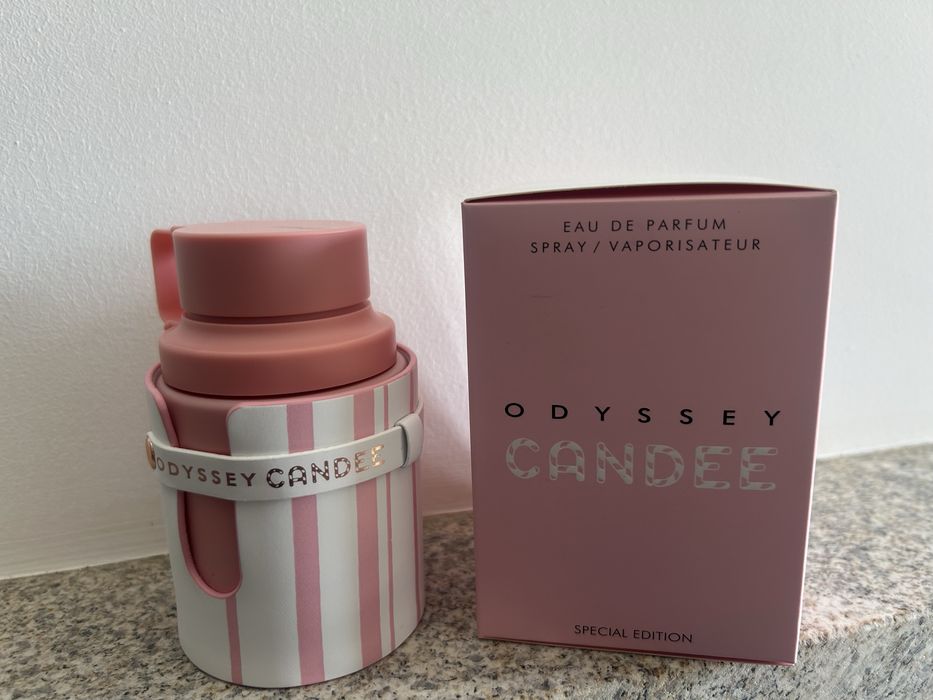 ODYSSEY CANDEE
EAU DE PARFUM
SPRAY / VAPORISATEUR
ODYSSEY
CANDEE
SPECIAL EDITION